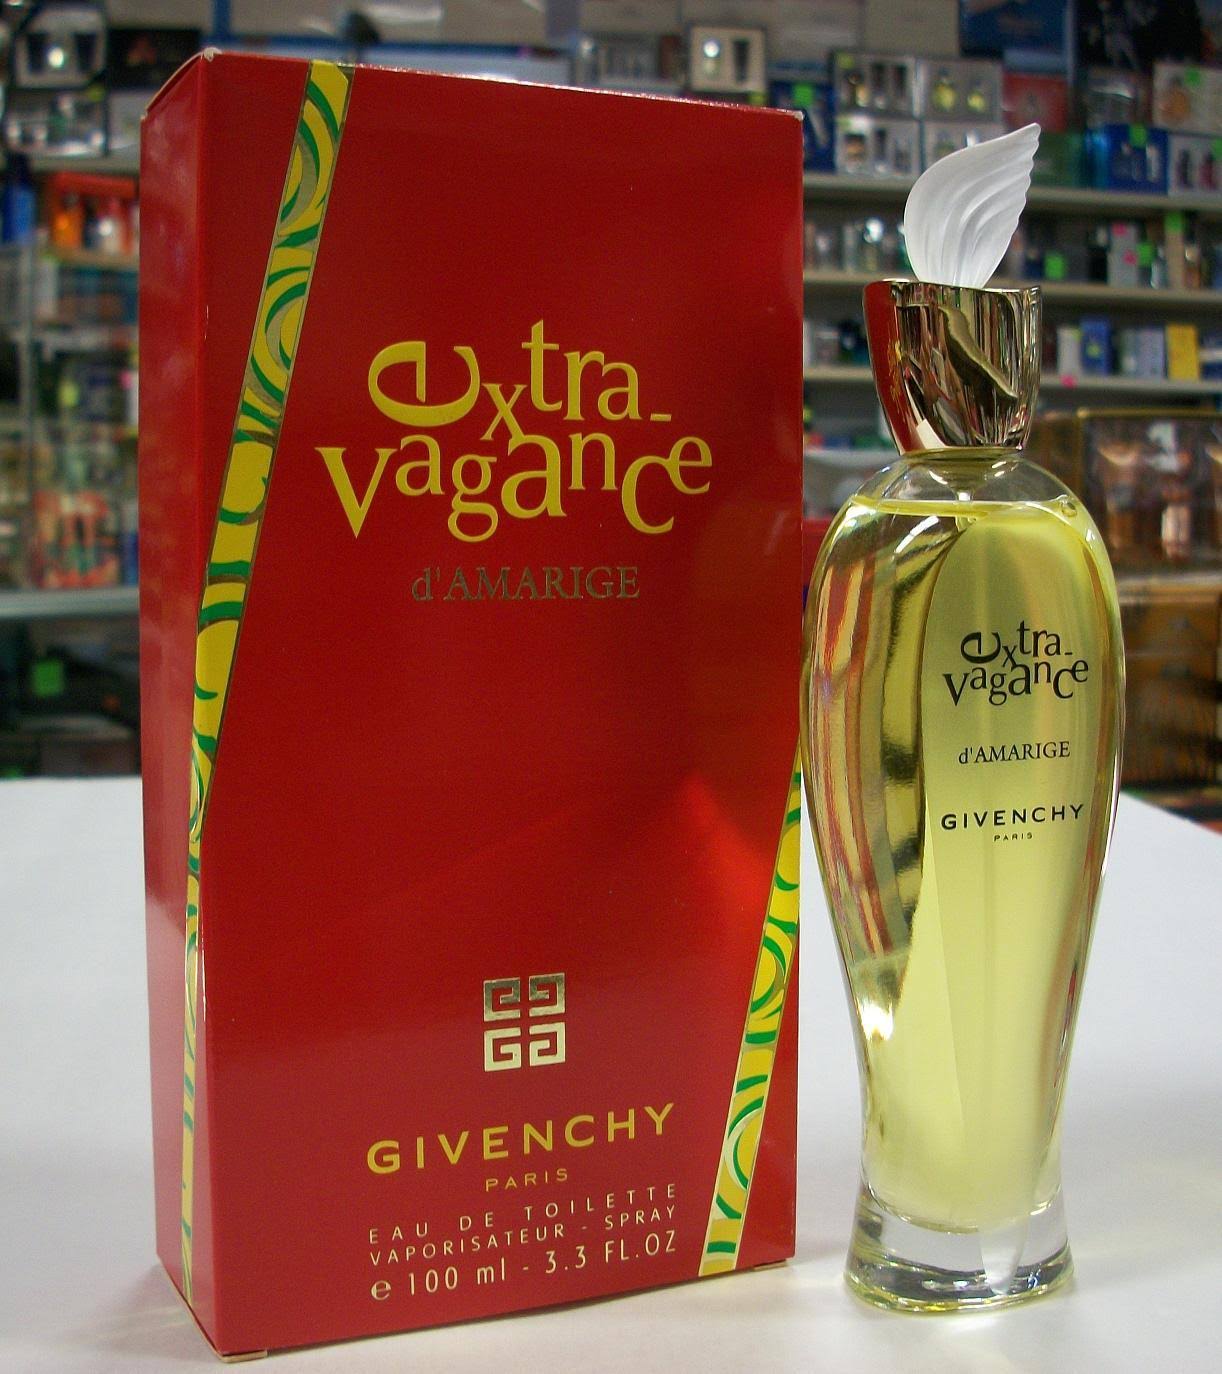 extra-
vagance
d'AMARIGE
GIVENCHY
PARIS
EAU DE TOILETTE
VAPORISATEUR - SPRAY
℮ 100 ml - 3.3 FL.OZ
extra-
vagance
d'AMARIGE
GIVENCHY
PARIS